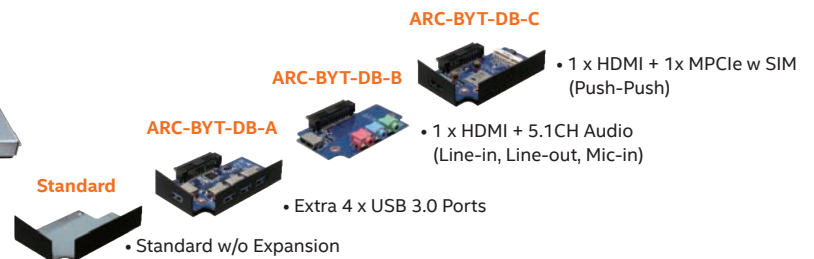 ARC-BYT-DB-C
• 1 x HDMI + 1x MPCIe w SIM
(Push-Push)
ARC-BYT-DB-B
• 1 x HDMI + 5.1CH Audio
(Line-in, Line-out, Mic-in)
ARC-BYT-DB-A
• Extra 4 x USB 3.0 Ports
Standard
• Standard w/o Expansion